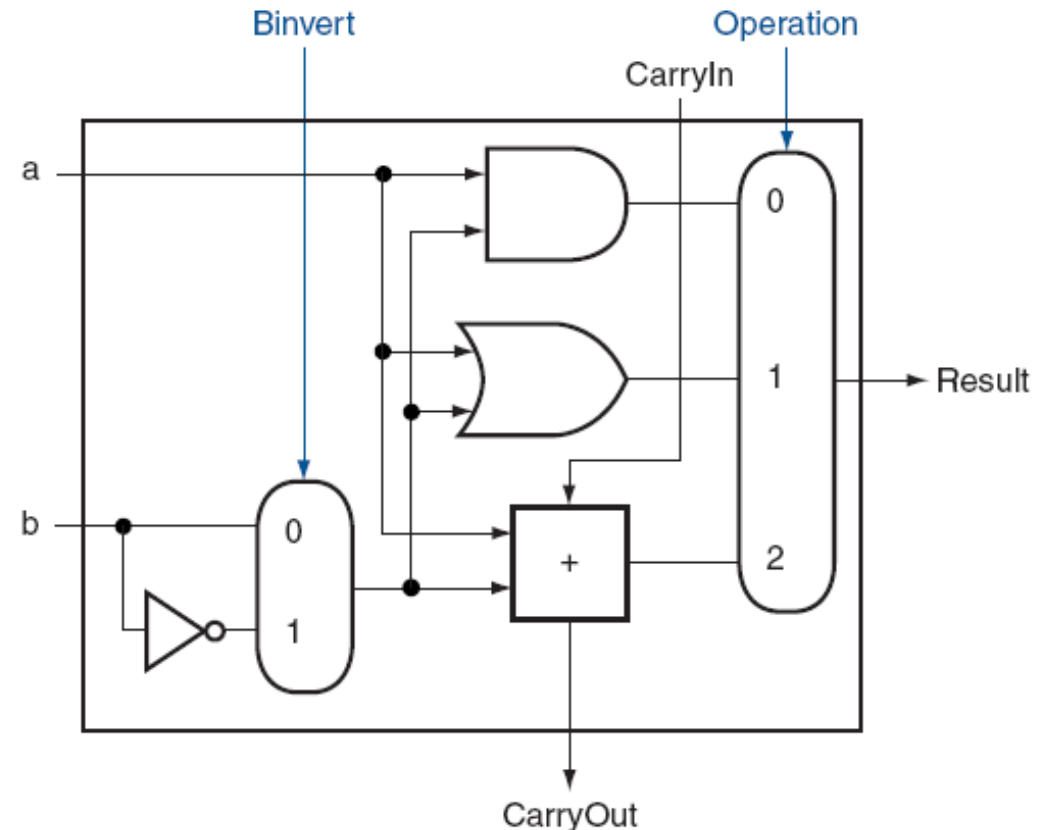 Binvert
Operation
CarryIn
a
0
1
Result
b
0
+
2
1
CarryOut